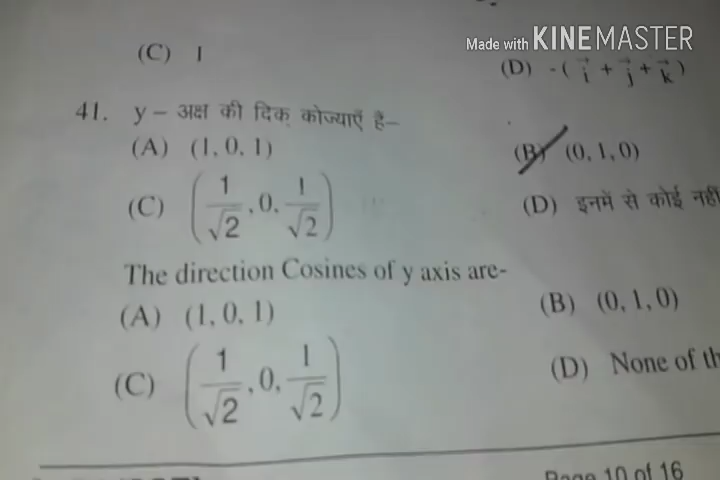 Made with KINEMASTER
(C) 1
(D) -(i⃗ + j⃗ + k⃗)
41. y – अक्ष की दिक् कोज्याएँ हैं–
(A) (1, 0, 1)
(B) (0, 1, 0)
(C) (1/√2, 0, 1/√2)
(D) इनमें से कोई नहीं
The direction Cosines of y axis are-
(A) (1, 0, 1)
(B) (0, 1, 0)
(C) (1/√2, 0, 1/√2)
(D) None of th
Page 10 of 16